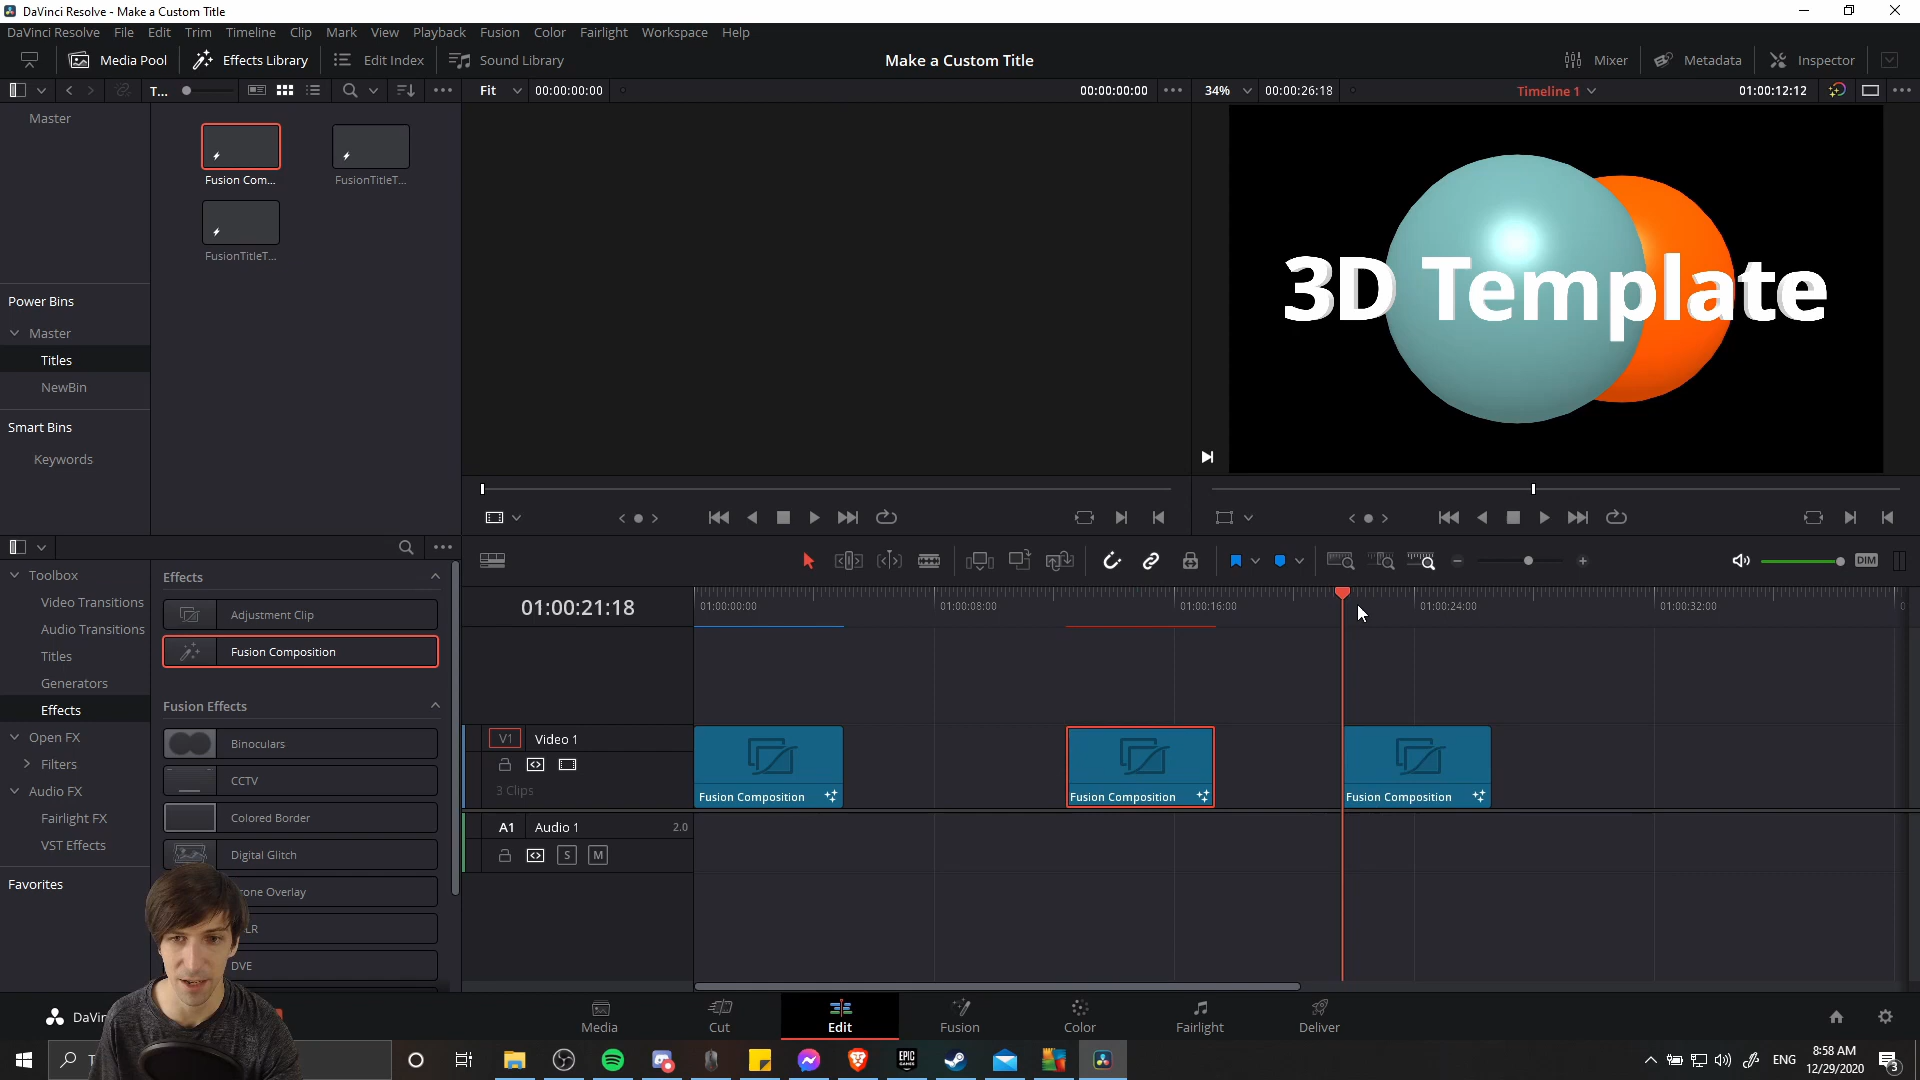 DaVinci Resolve - Make a Custom Title
DaVinci Resolve File Edit Trim Timeline Clip Mark View Playback Fusion Color Fairlight Workspace Help
Media Pool Effects Library Edit Index Sound Library Make a Custom Title Mixer Metadata Inspector
T... Fit 00:00:00:00 00:00:00:00 34% 00:00:26:18 Timeline 1 01:00:12:12
Master
Fusion Com... FusionTitleT...
FusionTitleT...
Power Bins
Master
Titles
NewBin
Smart Bins
Keywords
3D Template
Toolbox
Video Transitions
Audio Transitions
Titles
Generators
Effects
Open FX
Filters
Audio FX
Fairlight FX
VST Effects
Favorites
Effects
Adjustment Clip
Fusion Composition
Fusion Effects
Binoculars
CCTV
Colored Border
Digital Glitch
rone Overlay
LR
DVE
DIM
01:00:21:18 01:00:00:00 01:00:08:00 01:00:16:00 01:00:24:00 01:00:32:00
V1 Video 1
3 Clips
Fusion Composition Fusion Composition Fusion Composition
A1 Audio 1 2.0
S M
DaVin
Media Cut Edit Fusion Color Fairlight Deliver
T
EPIC GAMES
ENG
8:58 AM
12/29/2020
3